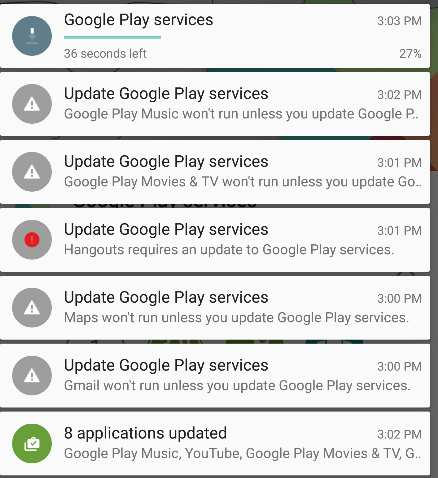 Google Play services 3:03 PM
36 seconds left 27%
Update Google Play services 3:02 PM
Google Play Music won't run unless you update Google P..
Update Google Play services 3:01 PM
Google Play Movies & TV won't run unless you update Go..
Update Google Play services 3:01 PM
Hangouts requires an update to Google Play services.
Update Google Play services 3:00 PM
Maps won't run unless you update Google Play services.
Update Google Play services 3:00 PM
Gmail won't run unless you update Google Play services.
8 applications updated 3:02 PM
Google Play Music, YouTube, Google Play Movies & TV, G..